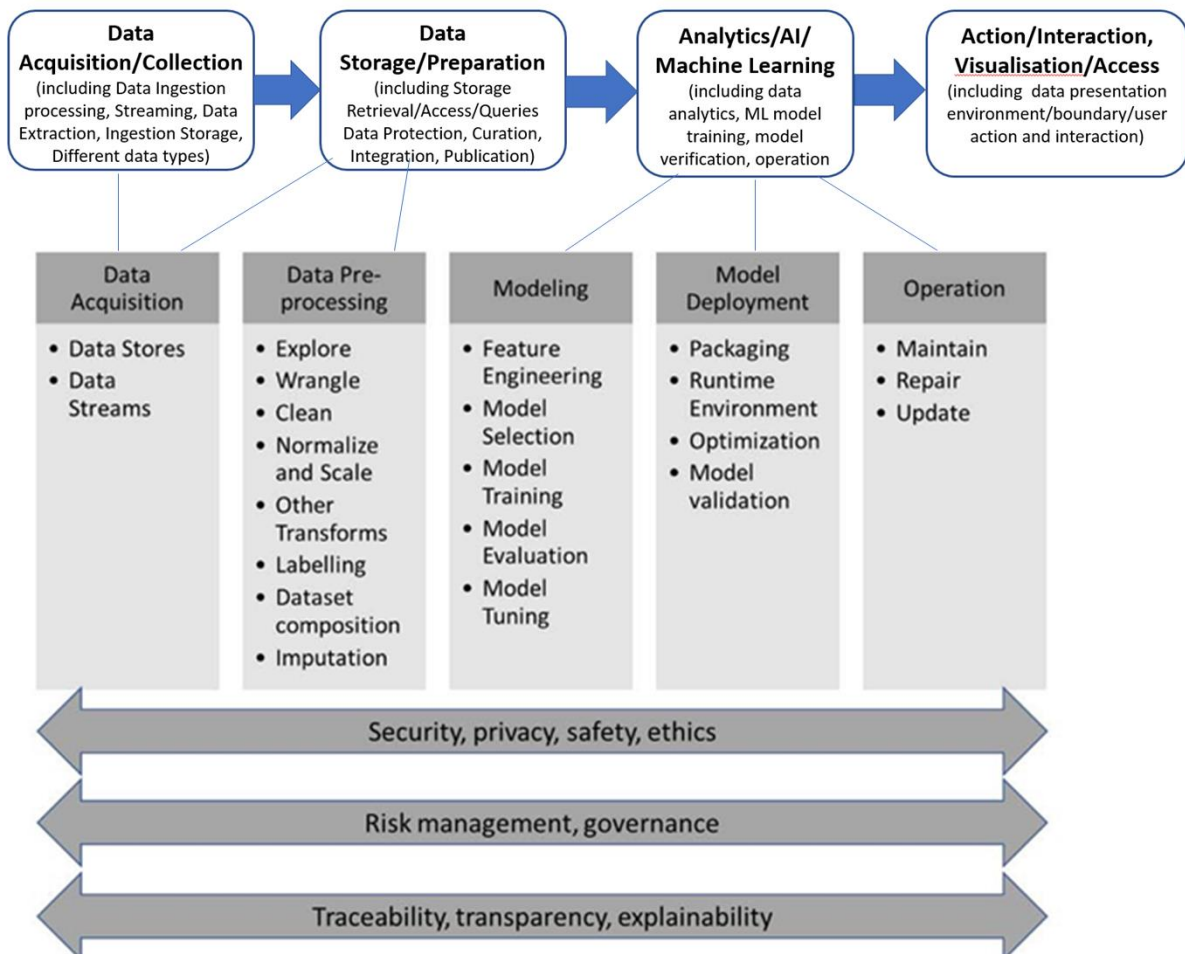 Data
Acquisition/Collection
(including Data Ingestion
processing, Streaming, Data
Extraction, Ingestion Storage,
Different data types)
Data
Storage/Preparation
(including Storage
Retrieval/Access/Queries
Data Protection, Curation,
Integration, Publication)
Analytics/AI/
Machine Learning
(including data
analytics, ML model
training, model
verification, operation
Action/Interaction,
Visualisation/Access
(including data presentation
environment/boundary/user
action and interaction)
Data
Acquisition
• Data Stores
• Data
Streams
Data Pre-
processing
• Explore
• Wrangle
• Clean
• Normalize
and Scale
• Other
Transforms
• Labelling
• Dataset
composition
• Imputation
Modeling
• Feature
Engineering
• Model
Selection
• Model
Training
• Model
Evaluation
• Model
Tuning
Model
Deployment
• Packaging
• Runtime
Environment
• Optimization
• Model
validation
Operation
• Maintain
• Repair
• Update
Security, privacy, safety, ethics
Risk management, governance
Traceability, transparency, explainability